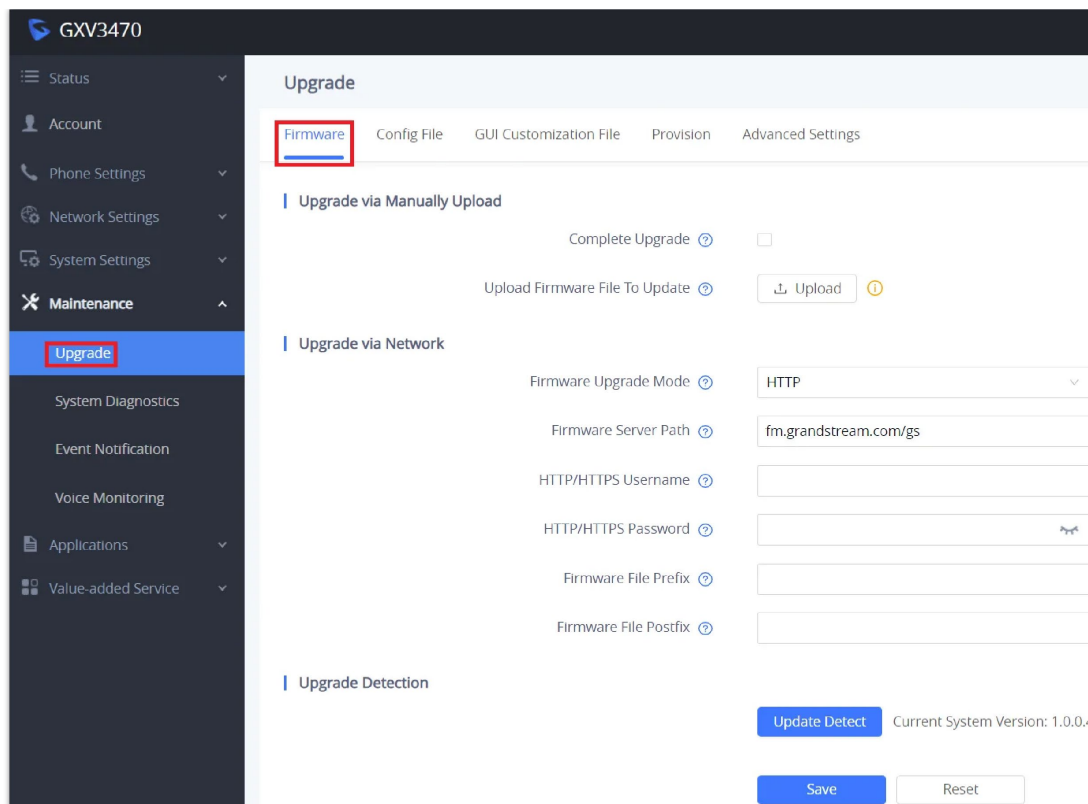 GXV3470
Status
Account
Phone Settings
Network Settings
System Settings
Maintenance
Upgrade
System Diagnostics
Event Notification
Voice Monitoring
Applications
Value-added Service
Upgrade
Firmware Config File GUI Customization File Provision Advanced Settings
Upgrade via Manually Upload
Complete Upgrade ?
Upload Firmware File To Update ? Upload
Upgrade via Network
Firmware Upgrade Mode ? HTTP
Firmware Server Path ? fm.grandstream.com/gs
HTTP/HTTPS Username ?
HTTP/HTTPS Password ?
Firmware File Prefix ?
Firmware File Postfix ?
Upgrade Detection
Update Detect Current System Version: 1.0.0.4
Save Reset